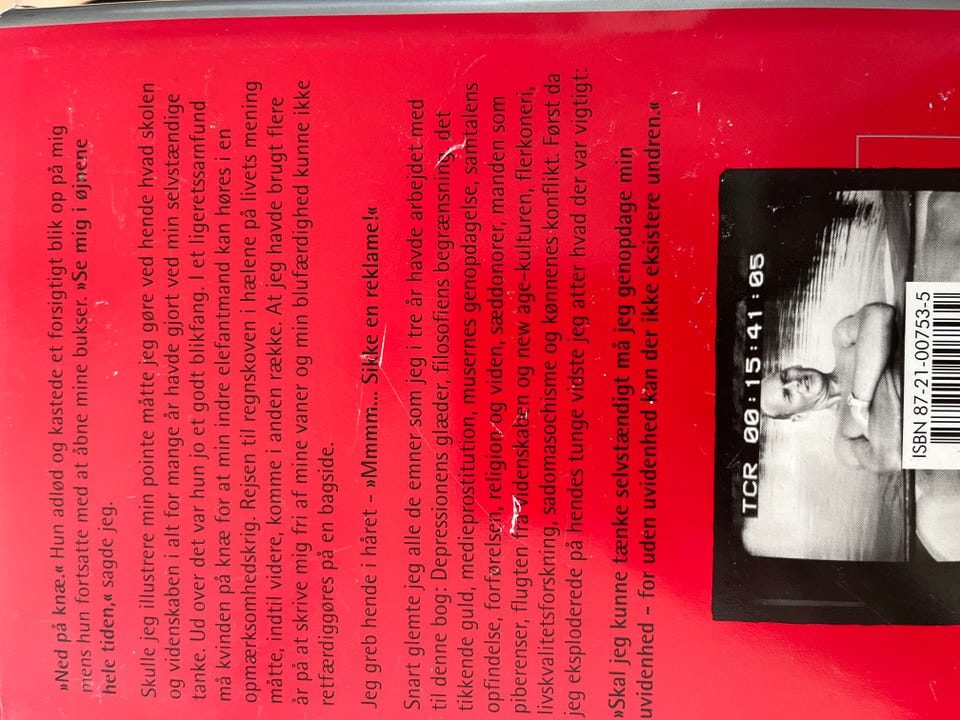 »Ned på knæ.« Hun adlød og kastede et forsigtigt blik op på mig
mens hun fortsatte med at åbne mine bukser. »Se mig i øjnene
hele tiden,« sagde jeg.
Skulle jeg illustrere min pointe måtte jeg gøre ved hende hvad skolen
og videnskaben i alt for mange år havde gjort ved min selvstændige
tanke. Ud over det var hun jo et godt blikfang. I et ligeretssamfund
må kvinden på knæ for at min indre elefantmand kan høres i en
opmærksomhedskrig. Rejsen til regnskoven i hælene på livets mening
måtte, indtil videre, komme i anden række. At jeg havde brugt flere
år på at skrive mig fri af mine vaner og min blufærdighed kunne ikke
retfærdiggøres på en bagside.
Jeg greb hende i håret – »Mmmm... Sikke en reklame!«
Snart glemte jeg alle de emner som jeg i tre år havde arbejdet med
til denne bog: Depressionens glæder, filosofiens begrænsning, det
tikkende guld, medieprostitution, musernes genopdagelse, santalens
opfindelse, forførelsen, religion og viden, sæddonorer, manden som
piberenser, flugten fra videnskaben og new age-kulturen, flerkoneri,
livskvalitetsforskning, sadomasochisme og kønnenes konflikt. Først da
jeg eksploderede på hendes tunge vidste jeg atter hvad der var vigtigt:
»Skal jeg kunne tænke selvstændigt må jeg genopdage min
uvidenhed – for uden uvidenhed kan der ikke eksistere undren.«
TCR 00:15:41:05
ISBN 87-21-00753-5